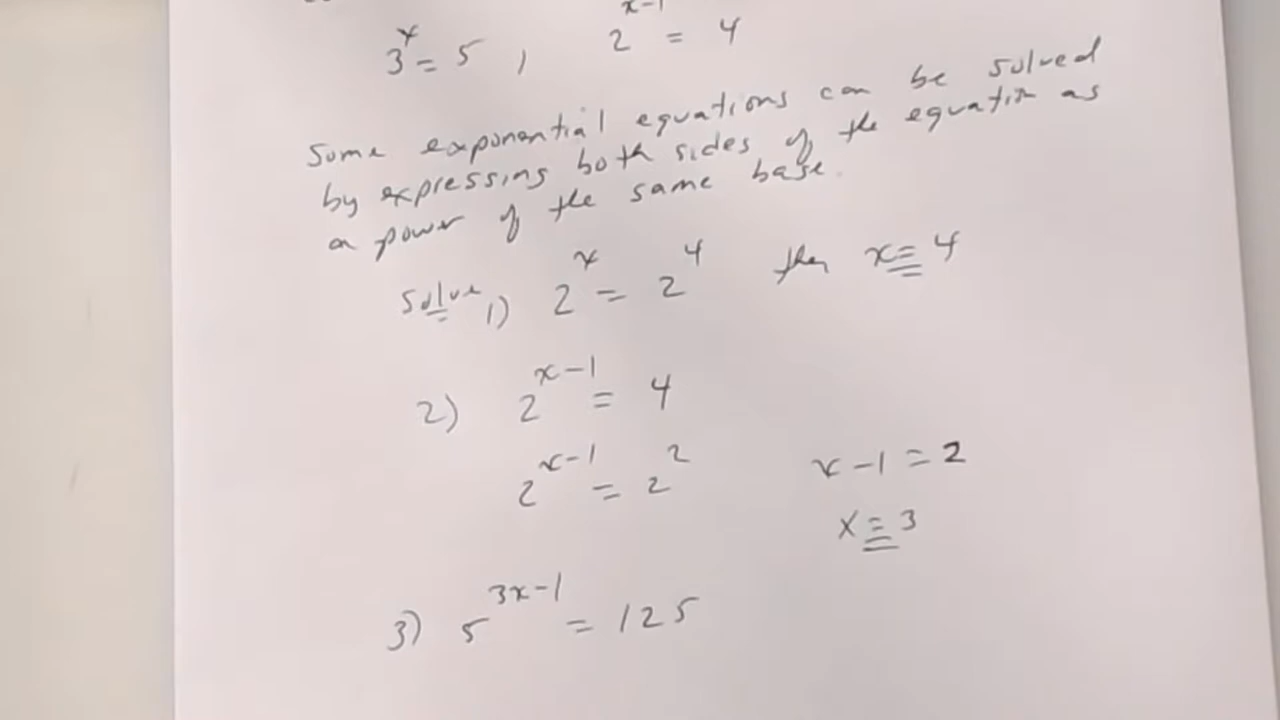 3^x = 5 , 2^{x-1} = 4
Some exponential equations can be solved
by expressing both sides of the equation as
a power of the same base.
Solve 1) 2^x = 2^4 then x = 4
2) 2^{x-1} = 4
2^{x-1} = 2^2 x - 1 = 2
x = 3
3) 5^{3x-1} = 125